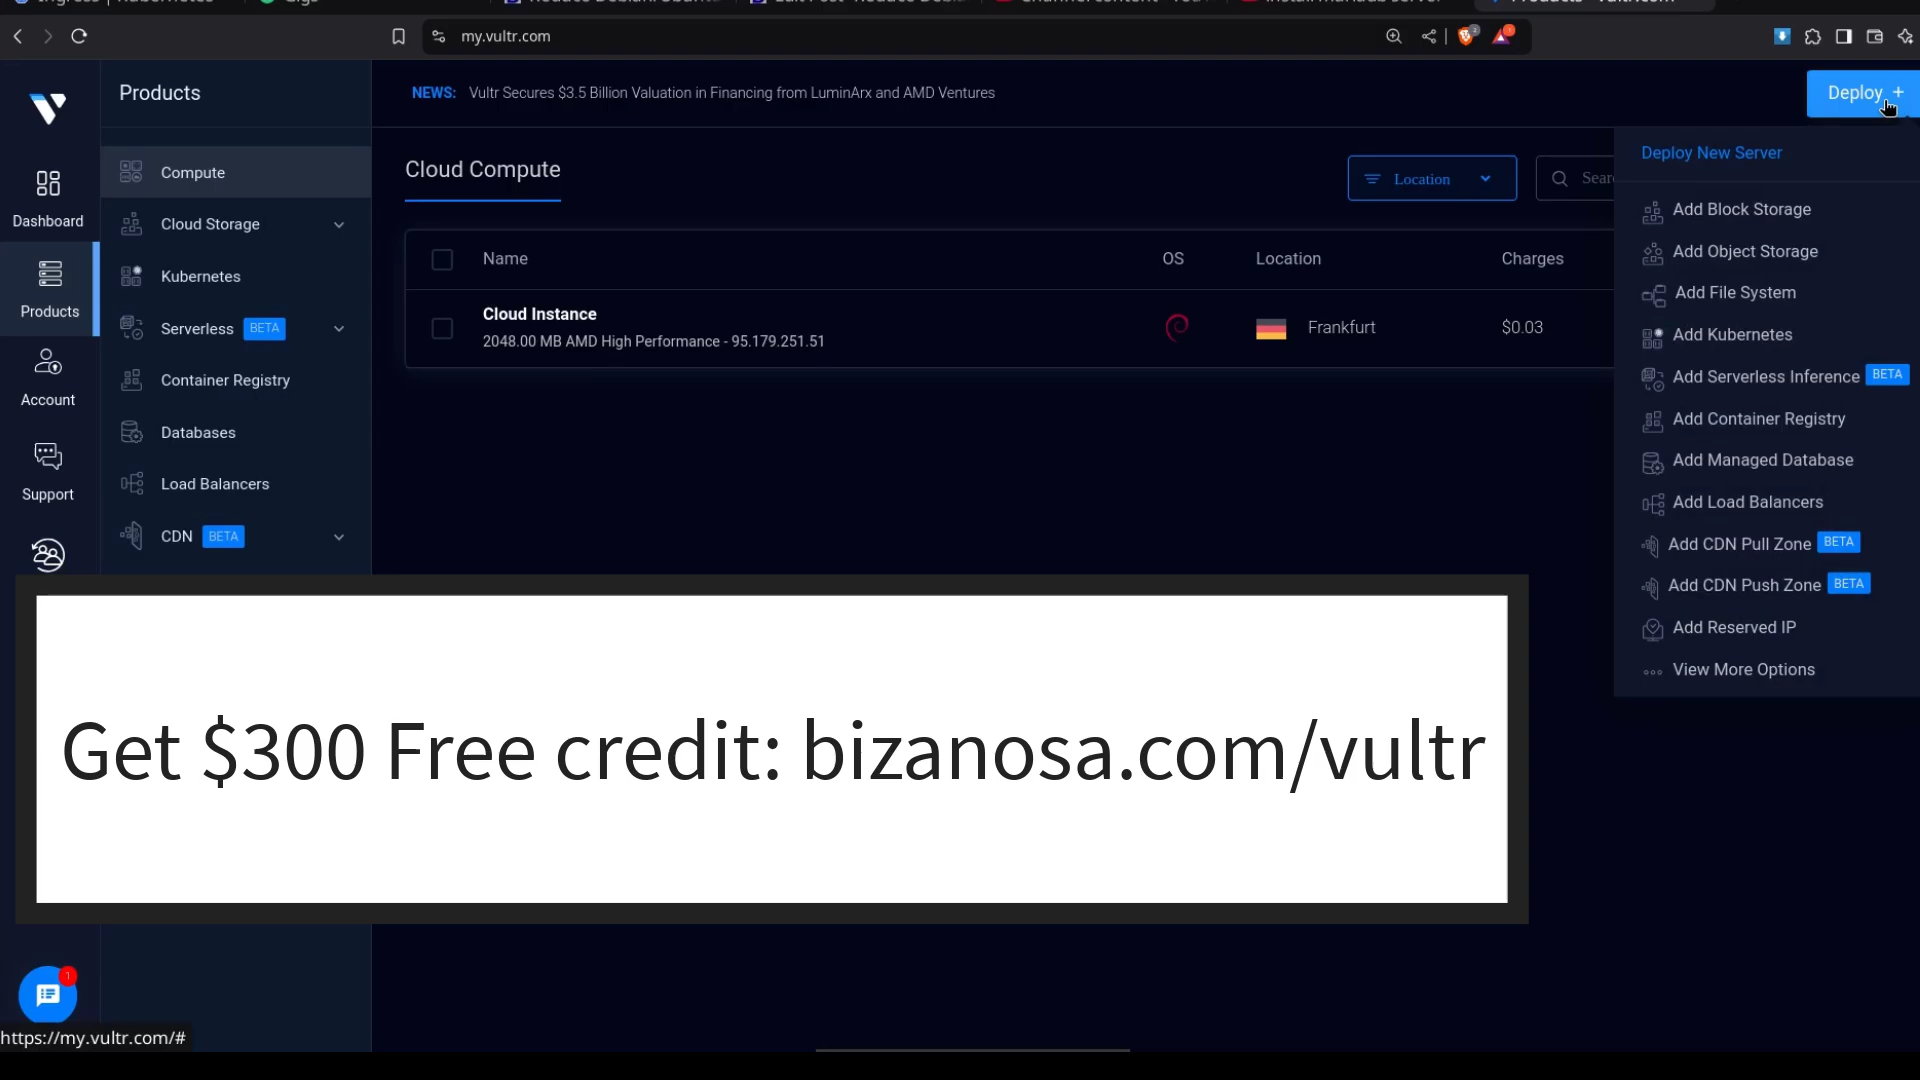 my.vultr.com
Products
NEWS: Vultr Secures $3.5 Billion Valuation in Financing from LuminArx and AMD Ventures
Deploy +
Dashboard
Products
Account
Support
Compute
Cloud Storage
Kubernetes
Serverless BETA
Container Registry
Databases
Load Balancers
CDN BETA
Cloud Compute
Location
Name OS Location Charges
Cloud Instance
2048.00 MB AMD High Performance - 95.179.251.51
Frankfurt
$0.03
Deploy New Server
Add Block Storage
Add Object Storage
Add File System
Add Kubernetes
Add Serverless Inference BETA
Add Container Registry
Add Managed Database
Add Load Balancers
Add CDN Pull Zone BETA
Add CDN Push Zone BETA
Add Reserved IP
View More Options
Get $300 Free credit: bizanosa.com/vultr
1
https://my.vultr.com/#